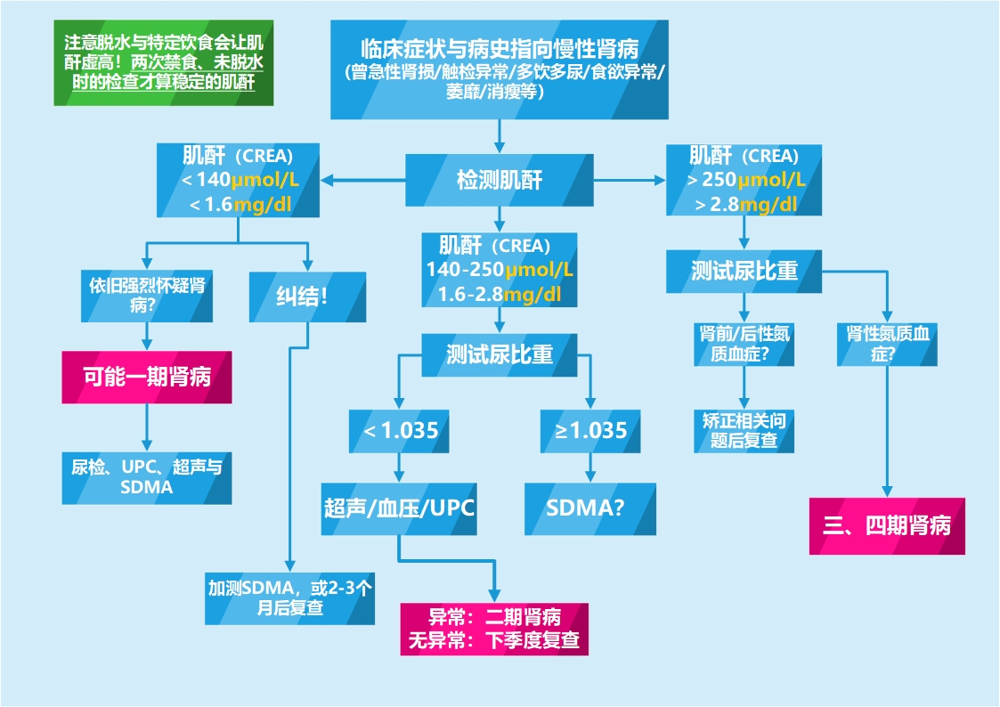 注意脱水与特定饮食会让肌
酐虚高！两次禁食、未脱水
时的检查才算稳定的肌酐
临床症状与病史指向慢性肾病
（曾急性肾损/触检异常/多饮多尿/食欲异常/
萎靡/消瘦等）
肌酐（CREA）
＜140μmol/L
＜1.6mg/dl
检测肌酐
肌酐（CREA）
＞250μmol/L
＞2.8mg/dl
肌酐（CREA）
140-250μmol/L
1.6-2.8mg/dl
测试尿比重
依旧强烈怀疑肾
病？
纠结！
肾前/后性氮
质血症？
肾性氮质血
症？
测试尿比重
可能一期肾病
＜1.035
≥1.035
矫正相关问
题后复查
尿检、UPC、超声与
SDMA
超声/血压/UPC
SDMA？
三、四期肾病
加测SDMA，或2-3个
月后复查
异常：二期肾病
无异常：下季度复查